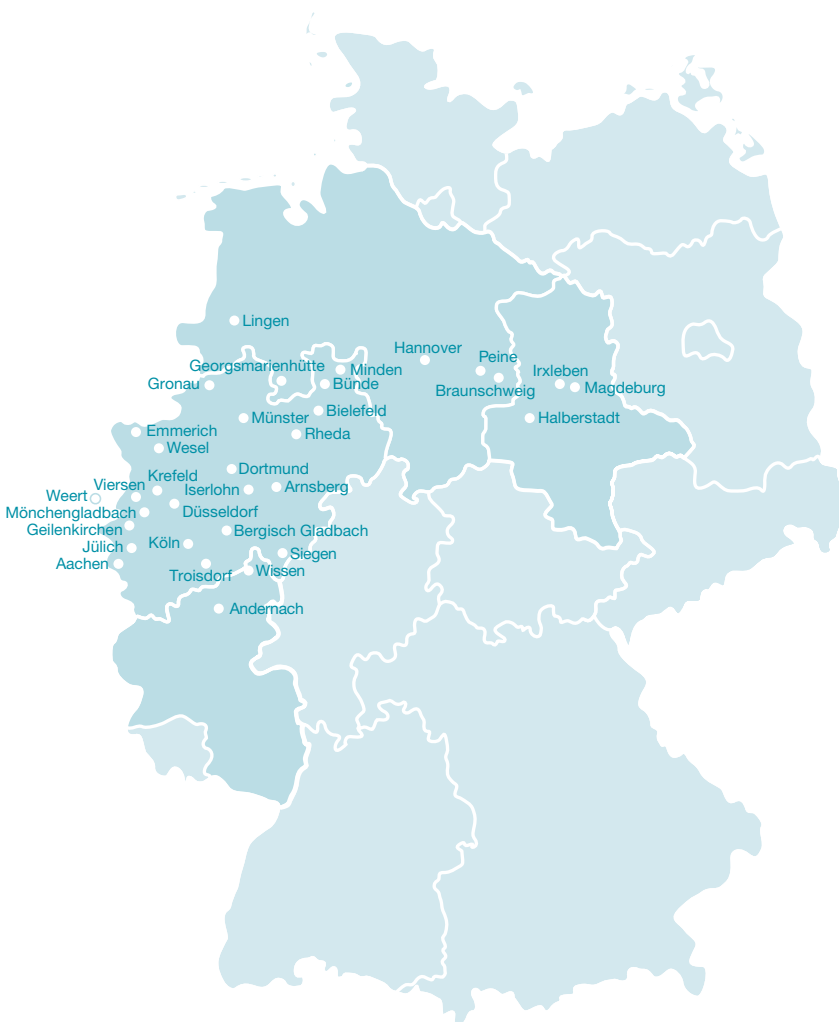 Lingen
Hannover
Peine
Georgsmarienhütte
Minden
Irxleben
Gronau
Bünde
Braunschweig
Magdeburg
Bielefeld
Münster
Halberstadt
Emmerich
Rheda
Wesel
Dortmund
Krefeld
Viersen
Iserlohn
Arnsberg
Weert
Mönchengladbach
Düsseldorf
Geilenkirchen
Bergisch Gladbach
Jülich
Köln
Siegen
Aachen
Troisdorf
Wissen
Andernach